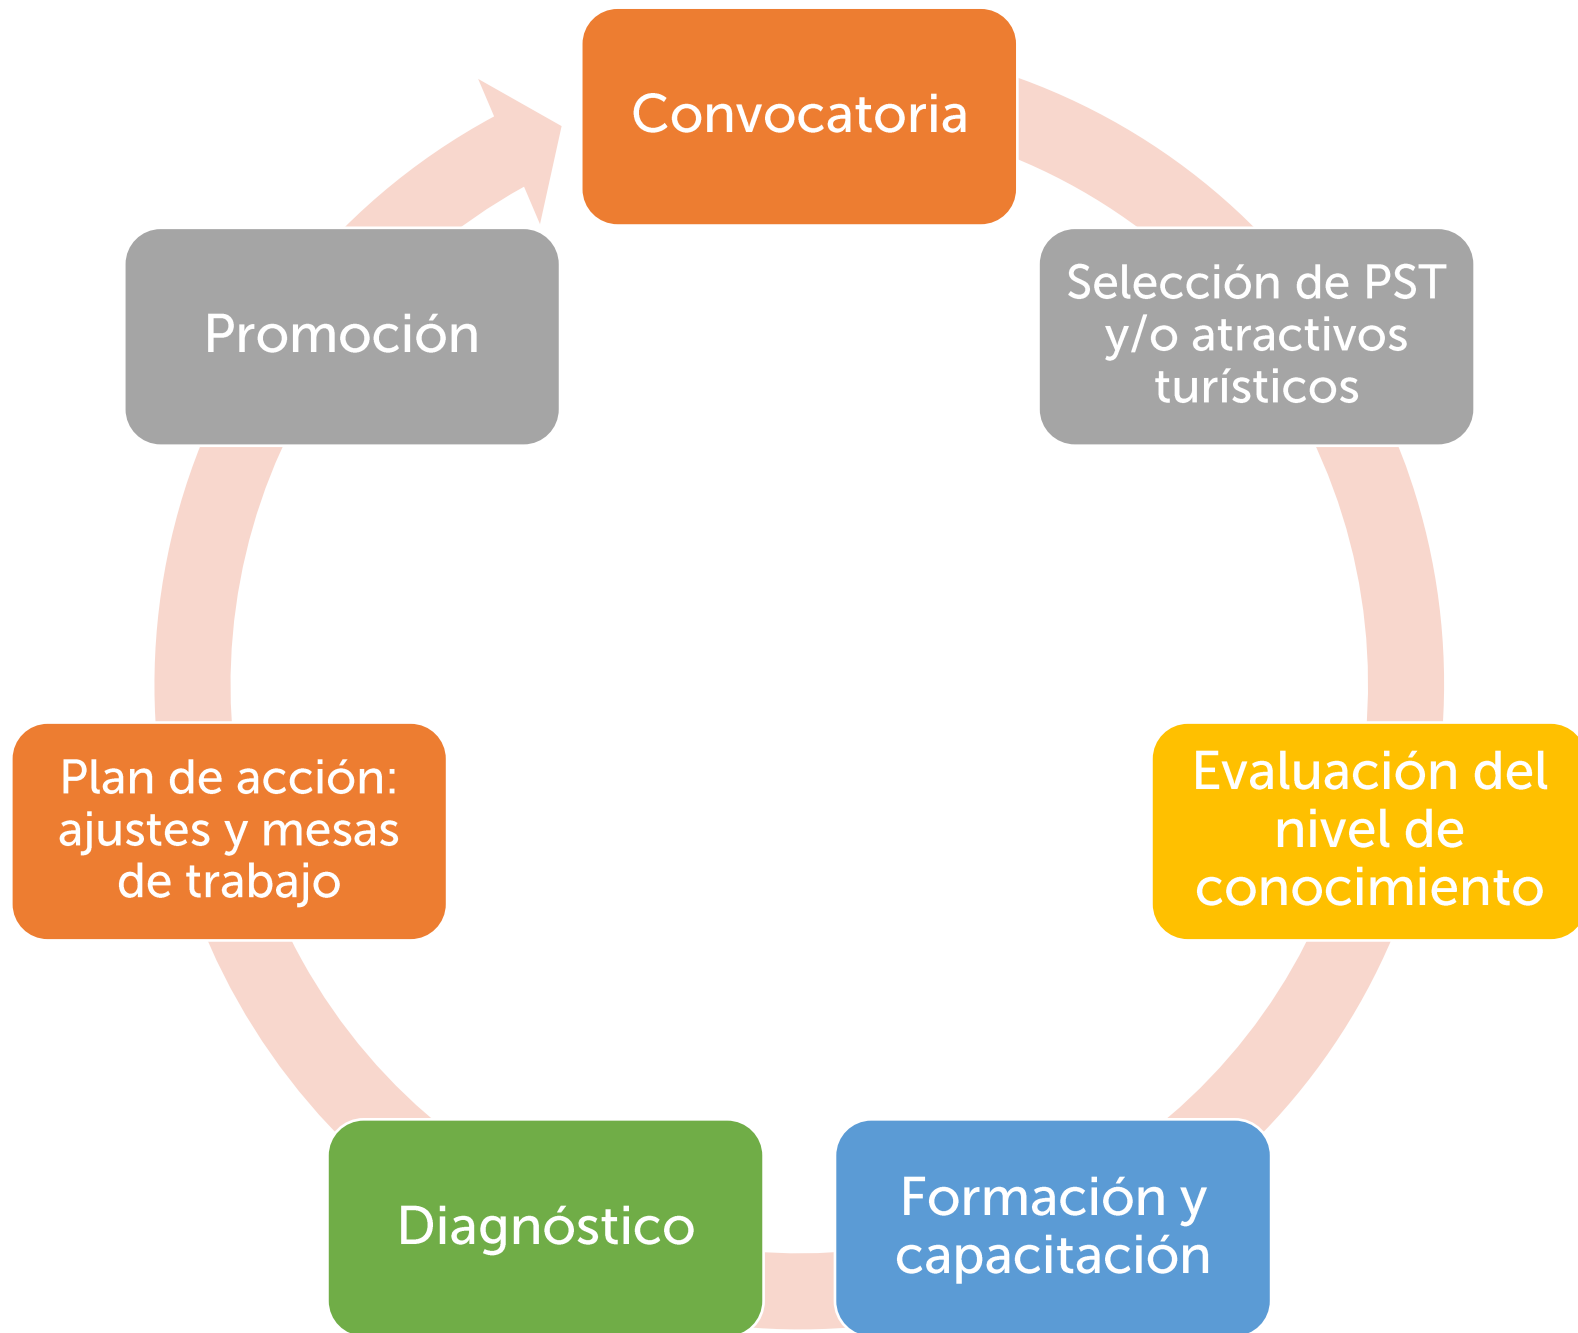 Convocatoria
Selección de PST
y/o atractivos
turísticos
Evaluación del
nivel de
conocimiento
Formación y
capacitación
Diagnóstico
Plan de acción:
ajustes y mesas
de trabajo
Promoción